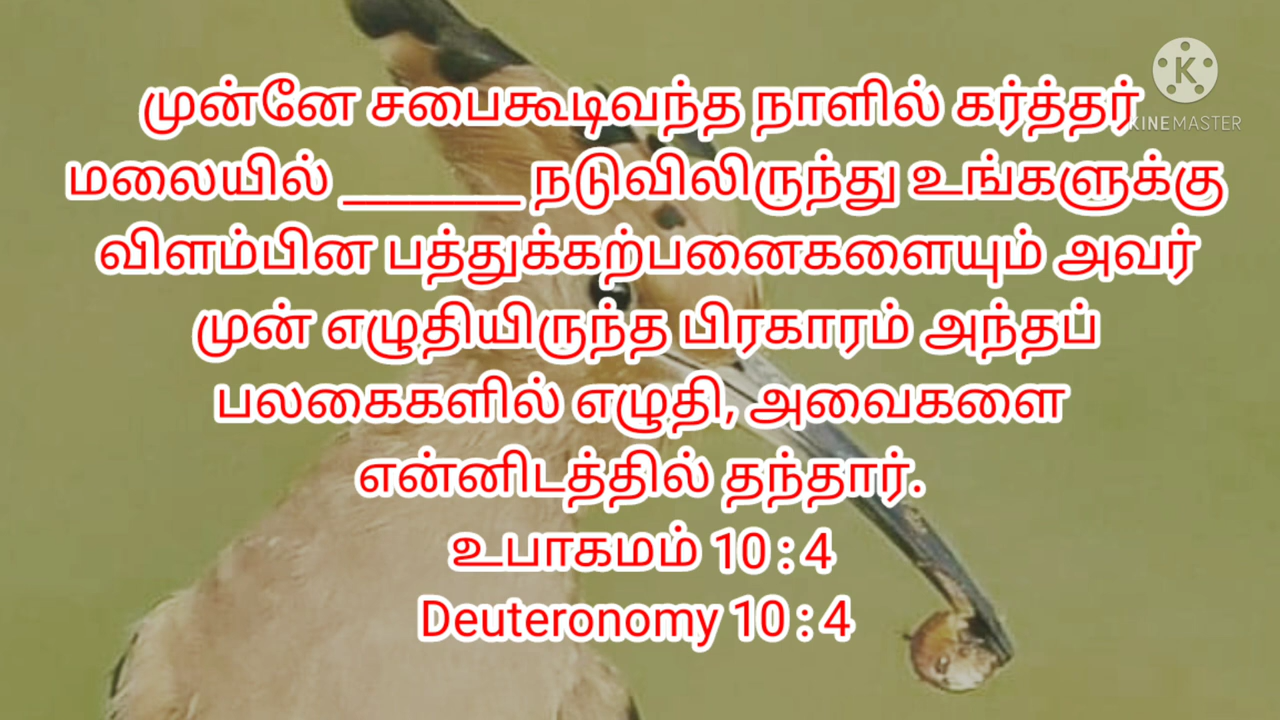 முன்னே சபைகூடிவந்த நாளில் கர்த்தர்
மலையில் ________ நடுவிலிருந்து உங்களுக்கு
விளம்பின பத்துக்கற்பனைகளையும் அவர்
முன் எழுதியிருந்த பிரகாரம் அந்தப்
பலகைகளில் எழுதி, அவைகளை
என்னிடத்தில் தந்தார்.
உபாகமம் 10 : 4
Deuteronomy 10 : 4
K
KINEMASTER